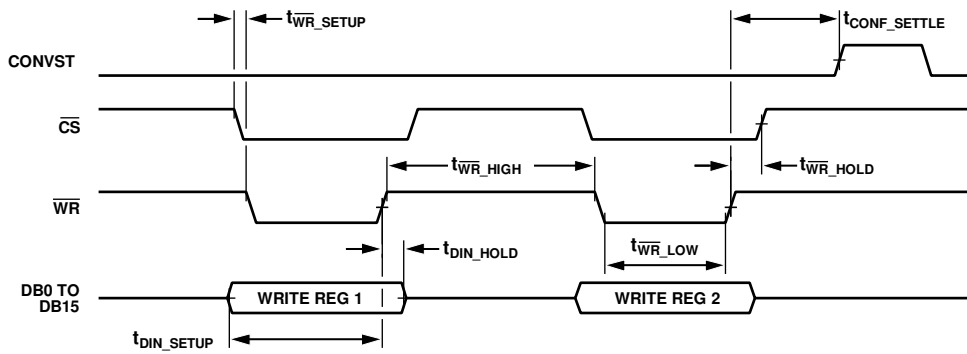 tWR_SETUP
tCONF_SETTLE
CONVST
CS
tWR_HIGH
tWR_HOLD
WR
tDIN_HOLD
tWR_LOW
DB0 TO
DB15
WRITE REG 1
WRITE REG 2
tDIN_SETUP